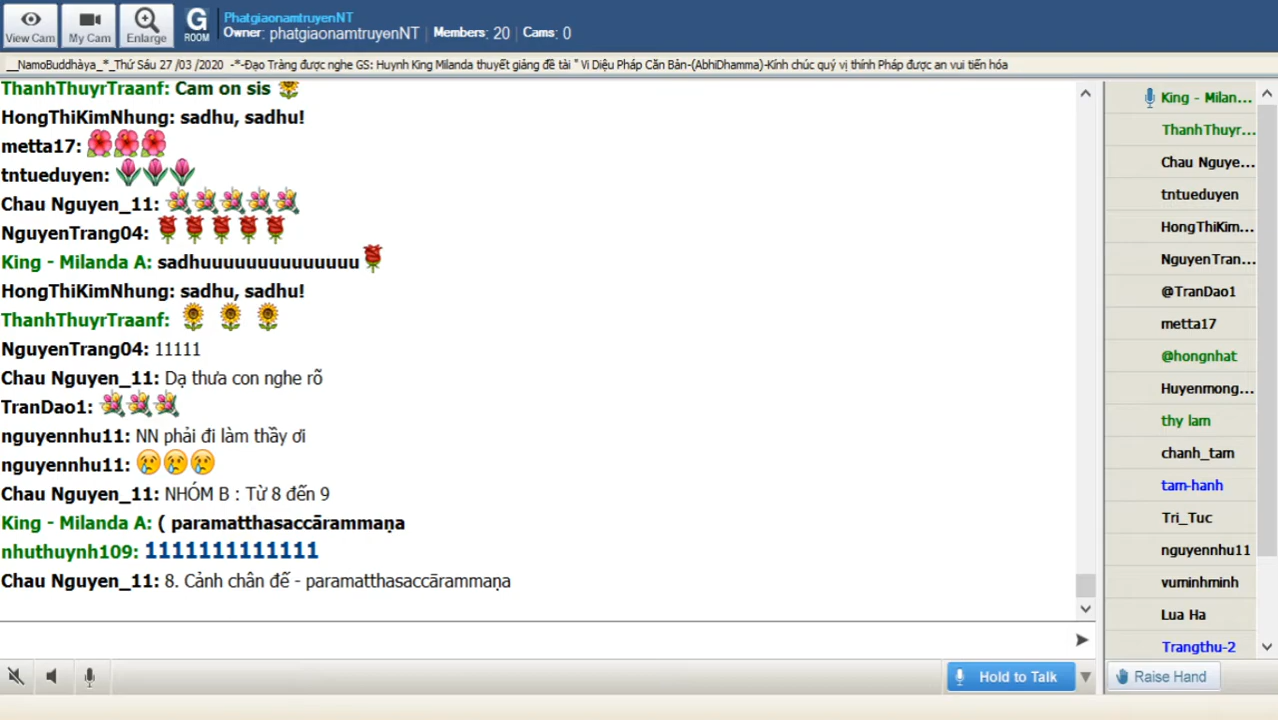 View Cam
My Cam
Enlarge
G
ROOM
PhatgiaonamtruyenNT
Owner: phatgiaonamtruyenNT | Members: 20 | Cams: 0
__NamoBuddhàya_*_Thứ Sáu 27 /03 /2020 -*-Đạo Tràng được nghe GS: Huynh King Milanda thuyết giảng đề tài " Vi Diệu Pháp Căn Bản-(AbhiDhamma)-Kính chúc quý vị thính Pháp được an vui tiến hóa
ThanhThuyrTraanf: Cam on sis
HongThiKimNhung: sadhu, sadhu!
metta17:
tntueduyen:
Chau Nguyen_11:
NguyenTrang04:
King - Milanda A: sadhuuuuuuuuuuuuuuu
HongThiKimNhung: sadhu, sadhu!
ThanhThuyrTraanf:
NguyenTrang04: 11111
Chau Nguyen_11: Dạ thưa con nghe rõ
TranDao1:
nguyennhu11: NN phải đi làm thầy ơi
nguyennhu11:
Chau Nguyen_11: NHÓM B : Từ 8 đến 9
King - Milanda A: ( paramatthasaccārammaṇa
nhuthuynh109: 1111111111111
Chau Nguyen_11: 8. Cảnh chân đế - paramatthasaccārammaṇa
King - Milan...
ThanhThuyr...
Chau Nguye...
tntueduyen
HongThiKim...
NguyenTran...
@TranDao1
metta17
@hongnhat
Huyenmong...
thy lam
chanh_tam
tam-hanh
Tri_Tuc
nguyennhu11
vuminhminh
Lua Ha
Trangthu-2
Hold to Talk
Raise Hand